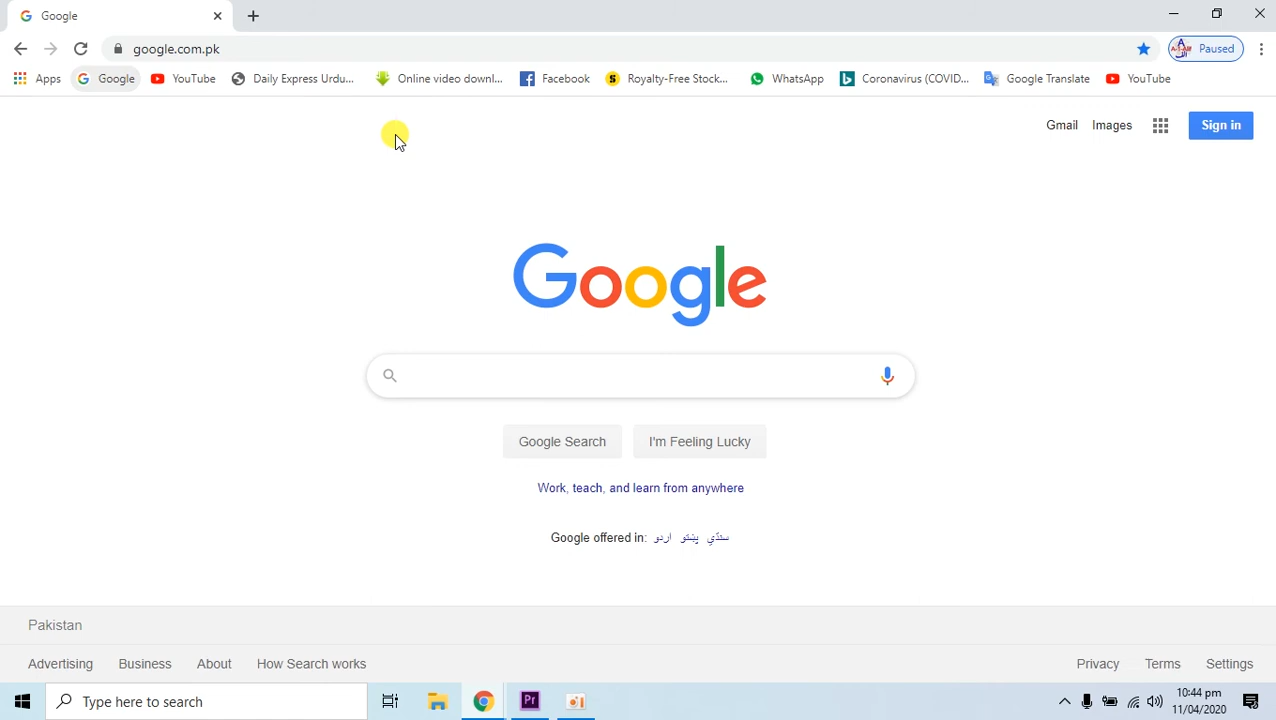 Google
google.com.pk
Paused
Apps Google YouTube Daily Express Urdu... Online video downl... Facebook Royalty-Free Stock... WhatsApp Coronavirus (COVID... Google Translate YouTube
Gmail Images Sign in
Google
Google Search I'm Feeling Lucky
Work, teach, and learn from anywhere
Google offered in: اردو پښتو سنڌي
Pakistan
Advertising Business About How Search works Privacy Terms Settings
Type here to search
Pr
10:44 pm
11/04/2020